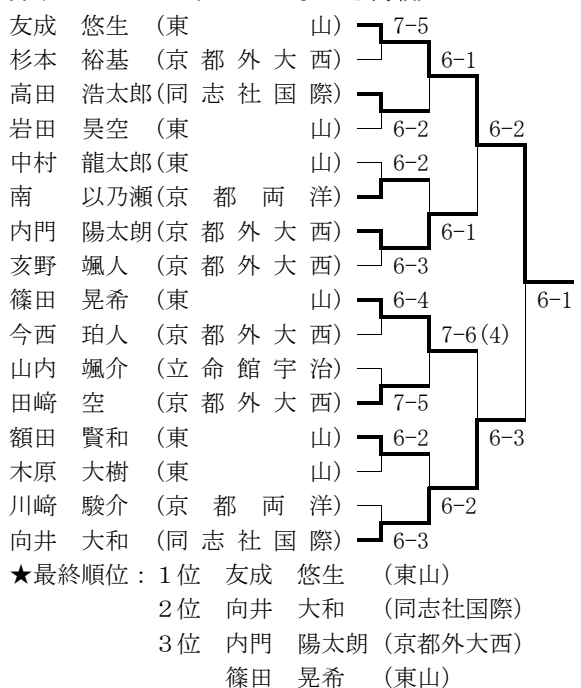 友成 悠生 (東山) 7-5
杉本 裕基 (京都外大西) 6-1
高田 浩太郎(同志社国際)
岩田 昊空 (東山) 6-2 6-2
中村 龍太郎(東山) 6-2
南 以乃瀬(京都両洋)
内門 陽太朗(京都外大西) 6-1
亥野 颯人 (京都外大西) 6-3
篠田 晃希 (東山) 6-4 6-1
今西 珀人 (京都外大西) 7-6(4)
山内 颯介 (立命館宇治)
田﨑 空 (京都外大西) 7-5
額田 賢和 (東山) 6-2 6-3
木原 大樹 (東山)
川﨑 駿介 (京都両洋) 6-2
向井 大和 (同志社国際) 6-3
★最終順位:1位 友成 悠生 (東山)
2位 向井 大和 (同志社国際)
3位 内門 陽太朗 (京都外大西)
篠田 晃希 (東山)